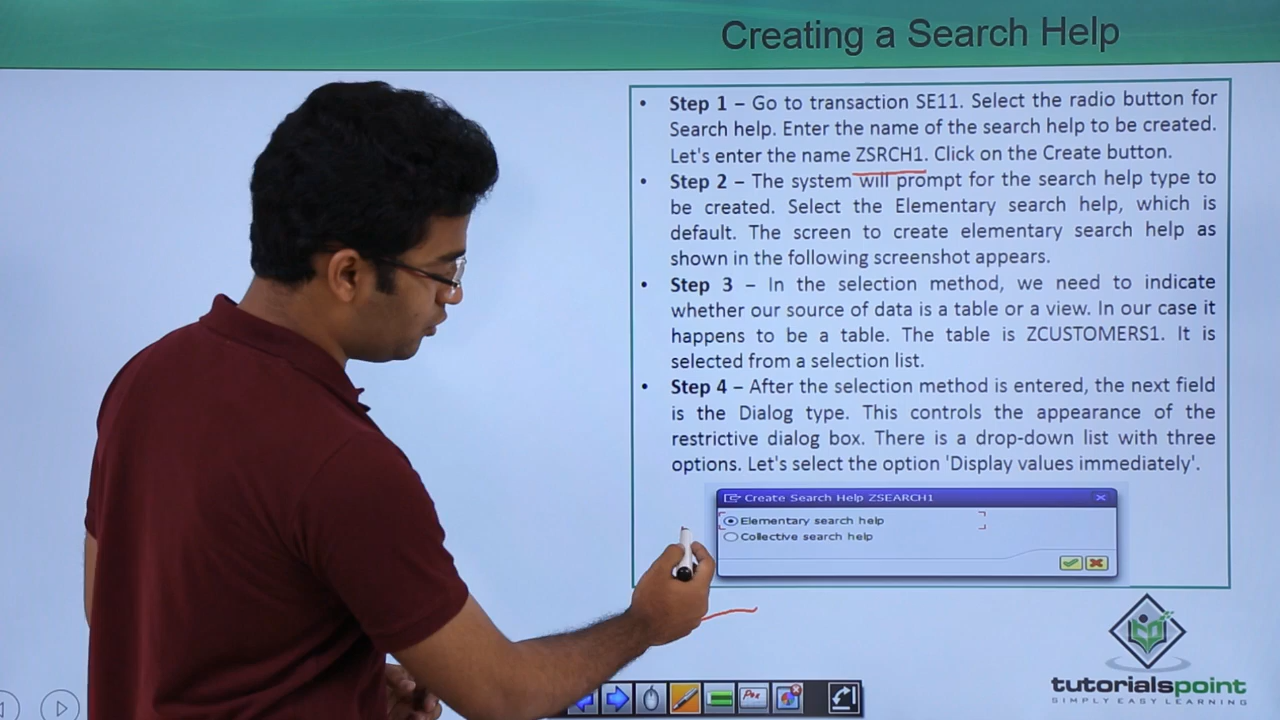 Creating a Search Help
• Step 1 – Go to transaction SE11. Select the radio button for
Search help. Enter the name of the search help to be created.
Let's enter the name ZSRCH1. Click on the Create button.
• Step 2 – The system will prompt for the search help type to
be created. Select the Elementary search help, which is
default. The screen to create elementary search help as
shown in the following screenshot appears.
• Step 3 – In the selection method, we need to indicate
whether our source of data is a table or a view. In our case it
happens to be a table. The table is ZCUSTOMERS1. It is
selected from a selection list.
• Step 4 – After the selection method is entered, the next field
is the Dialog type. This controls the appearance of the
restrictive dialog box. There is a drop-down list with three
options. Let's select the option 'Display values immediately'.
Create Search Help ZSEARCH1
Elementary search help
Collective search help
tutorialspoint
SIMPLY EASY LEARNING
Pen